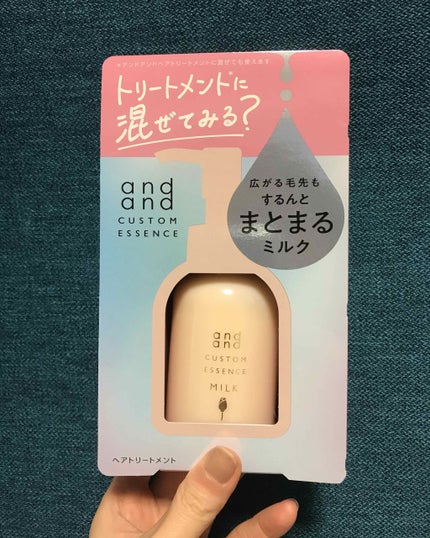 *アンドアンドヘアトリートメントに混ぜても使えます
トリートメント*に
混ぜてみる?
and
and
CUSTOM
ESSENCE
広がる毛先も
するんと
まとまる
ミルク
and
and
CUSTOM
ESSENCE
MILK
ヘアトリートメント